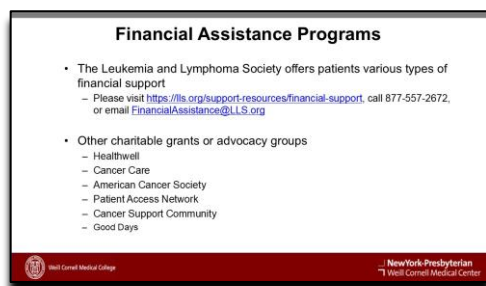 Financial Assistance Programs
• The Leukemia and Lymphoma Society offers patients various types of
financial support
– Please visit https://lls.org/support-resources/financial-support, call 877-557-2672,
or email FinancialAssistance@LLS.org
• Other charitable grants or advocacy groups
– Healthwell
– Cancer Care
– American Cancer Society
– Patient Access Network
– Cancer Support Community
– Good Days
Weill Cornell Medical College
NewYork-Presbyterian
Weill Cornell Medical Center